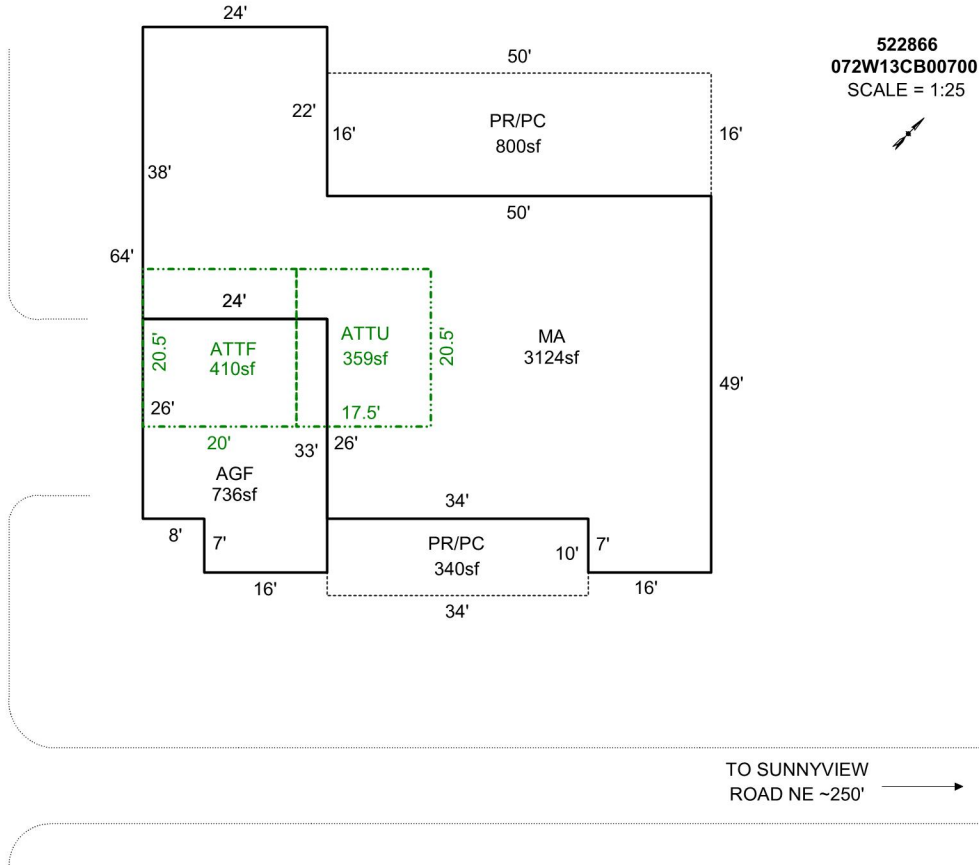 24'
522866
072W13CB00700
SCALE = 1:25
50'
22'
16'
PR/PC
800sf
16'
38'
50'
64'
24'
20.5'
ATTF
410sf
ATTU
359sf
20.5'
MA
3124sf
49'
26'
17.5'
20'
33'
26'
AGF
736sf
34'
8'
7'
PR/PC
340sf
10'
7'
16'
34'
16'
TO SUNNYVIEW
ROAD NE ~250'